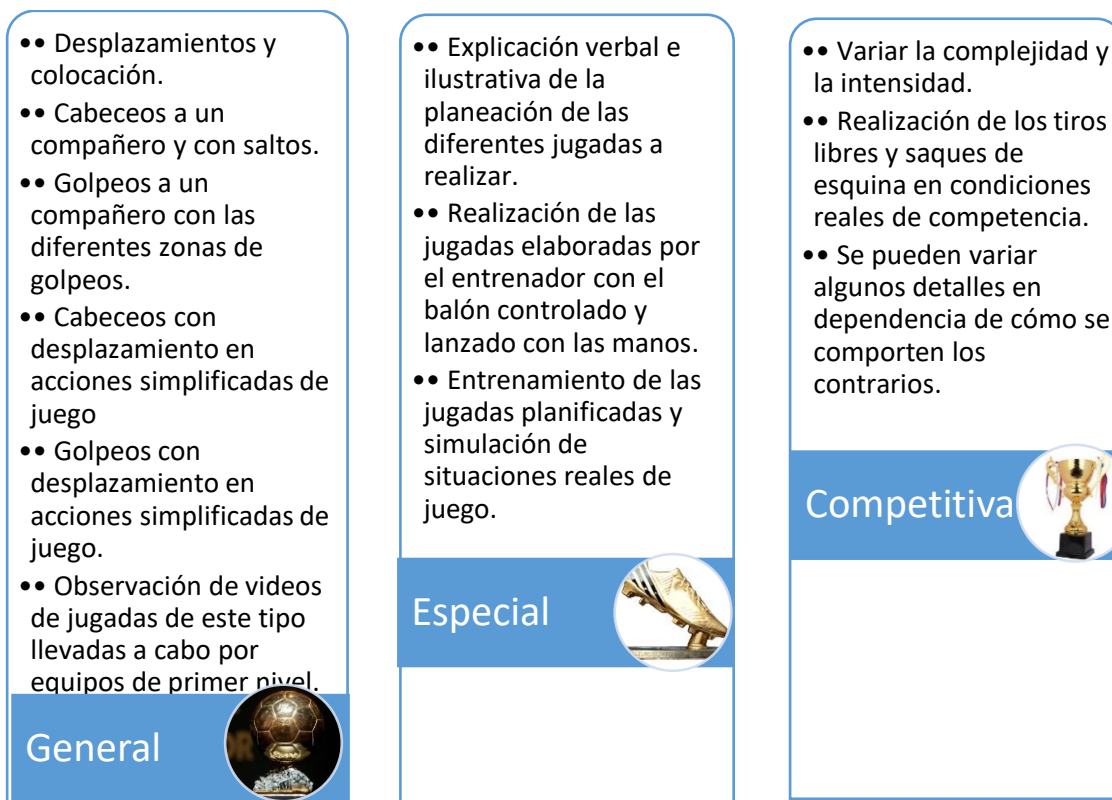 •• Desplazamientos y
colocación.
•• Cabeceos a un
compañero y con saltos.
•• Golpeos a un
compañero con las
diferentes zonas de
golpeos.
•• Cabeceos con
desplazamiento en
acciones simplificadas de
juego
•• Golpeos con
desplazamiento en
acciones simplificadas de
juego.
•• Observación de videos
de jugadas de este tipo
llevadas a cabo por
equipos de primer nivel.
General
•• Explicación verbal e
ilustrativa de la
planeación de las
diferentes jugadas a
realizar.
•• Realización de las
jugadas elaboradas por
el entrenador con el
balón controlado y
lanzado con las manos.
•• Entrenamiento de las
jugadas planificadas y
simulación de
situaciones reales de
juego.
Especial
•• Variar la complejidad y
la intensidad.
•• Realización de los tiros
libres y saques de
esquina en condiciones
reales de competencia.
•• Se pueden variar
algunos detalles en
dependencia de cómo se
comporten los
contrarios.
Competitiva